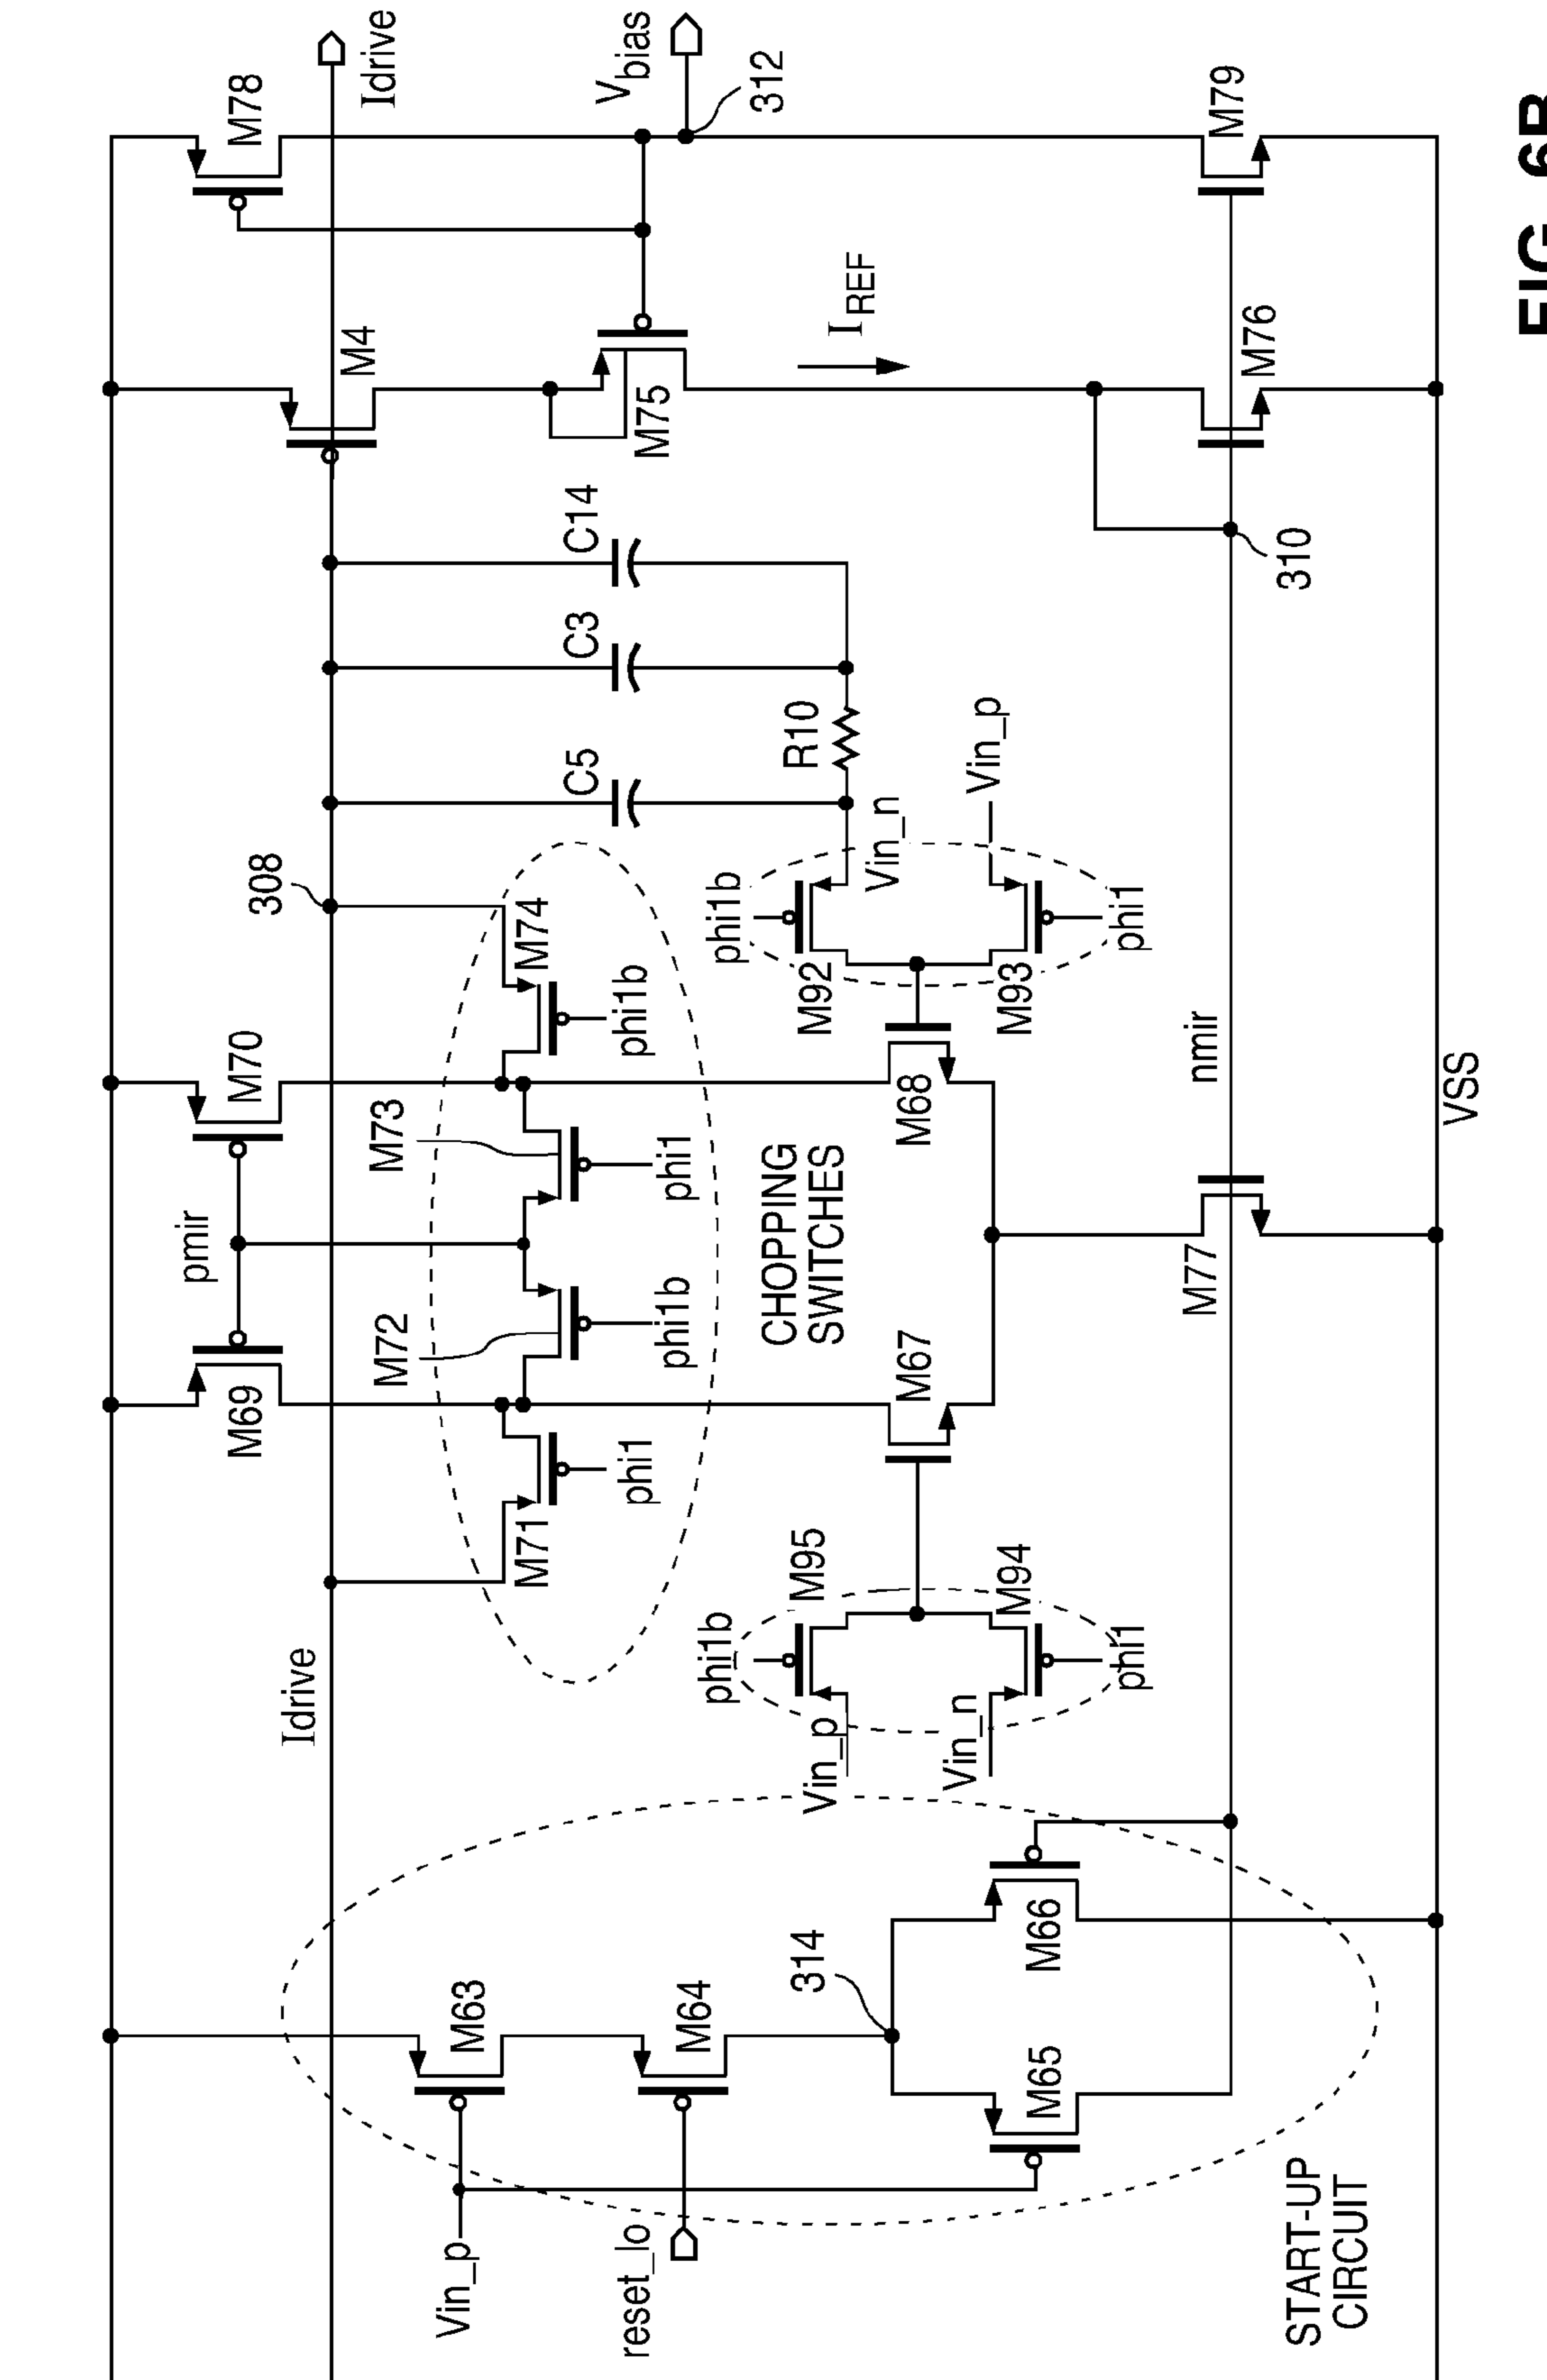 M78
Idrive
V bias
312
M79
M4
M75
I REF
M76
C14
C3
C5
R10
310
308
M70
M74
M73
phi1b
phi1
pmir
M72
phi1b
M69
M71
phi1
CHOPPING
SWITCHES
phi1b
Vin_n
Vin_p
M92
M93
phi1
M68
nmir
VSS
M67
M77
Idrive
phi1b
M95
M94
phi1
Vin_p
Vin_n
M63
M64
314
M66
M65
Vin_p
reset_lo
START-UP
CIRCUIT